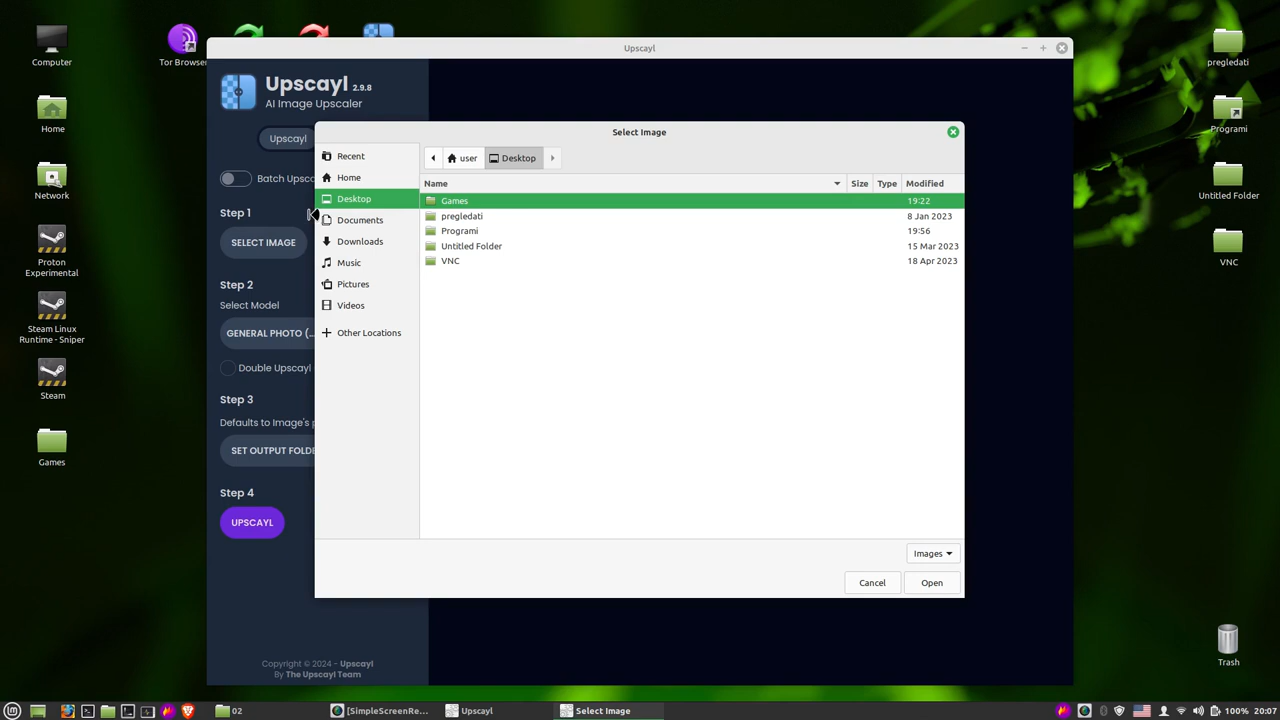 Computer
Home
Network
Proton
Experimental
Steam Linux
Runtime - Sniper
Steam
Games
Tor Browser
Upscayl
Upscayl 2.9.8
AI Image Upscaler
Upscayl
Batch Upsca
Step 1
SELECT IMAGE
Step 2
Select Model
GENERAL PHOTO (...
Double Upscayl
Step 3
Defaults to Image's p
SET OUTPUT FOLDE
Step 4
UPSCAYL
Copyright © 2024 - Upscayl
By The Upscayl Team
Select Image
Recent
Home
Desktop
Documents
Downloads
Music
Pictures
Videos
Other Locations
user Desktop
Name Size Type Modified
Games 19:22
pregledati 8 Jan 2023
Programi 19:56
Untitled Folder 15 Mar 2023
VNC 18 Apr 2023
Images
Cancel Open
pregledati
Programi
Untitled Folder
VNC
Trash
02 [SimpleScreenRe... Upscayl Select Image 100% 20:07